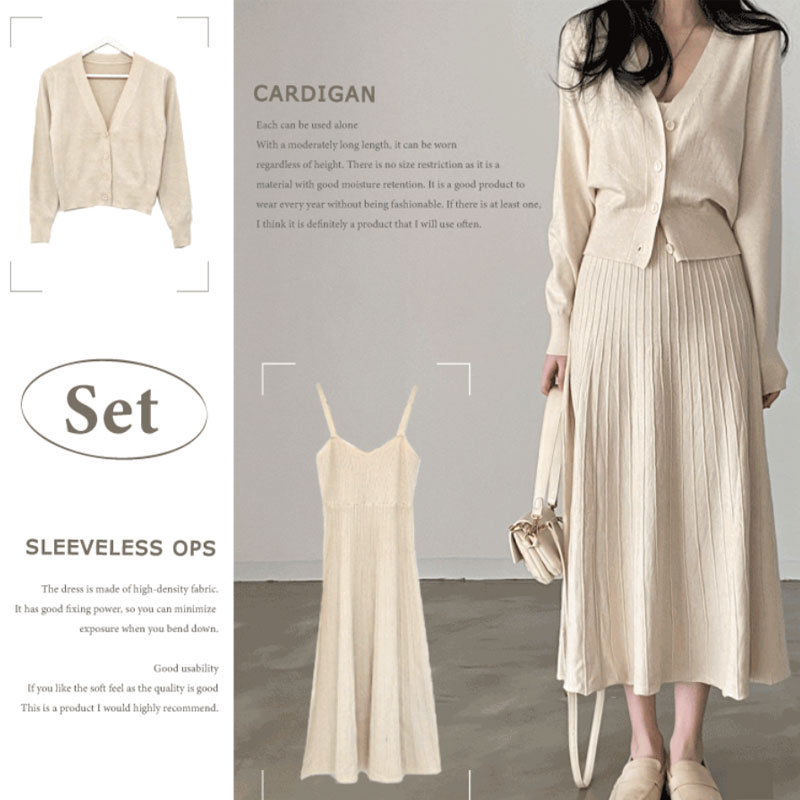 CARDIGAN
Each can be used alone
With a moderately long length, it can be worn
regardless of height. There is no size restriction as it is a
material with good moisture retention. It is a good product to
wear every year without being fashionable. If there is at least one,
I think it is definitely a product that I will use often.
Set
SLEEVELESS OPS
The dress is made of high-density fabric.
It has good fixing power, so you can minimize
exposure when you bend down.
Good usability
If you like the soft feel as the quality is good
This is a product I would highly recommend.